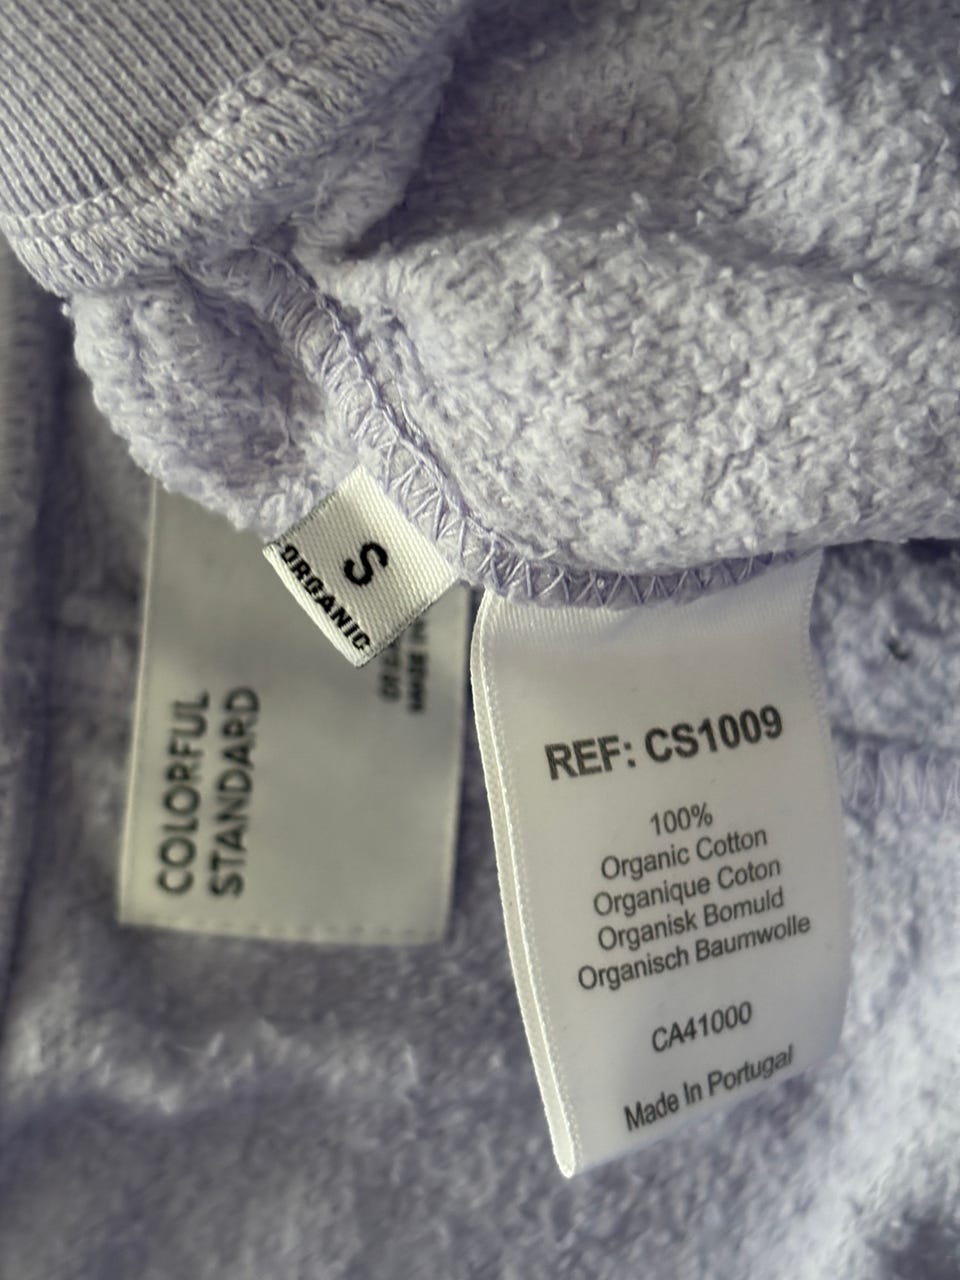 S
ORGANIC
COLORFUL
STANDARD
REF: CS1009
100%
Organic Cotton
Organique Coton
Organisk Bomuld
Organisch Baumwolle
CA41000
Made In Portugal